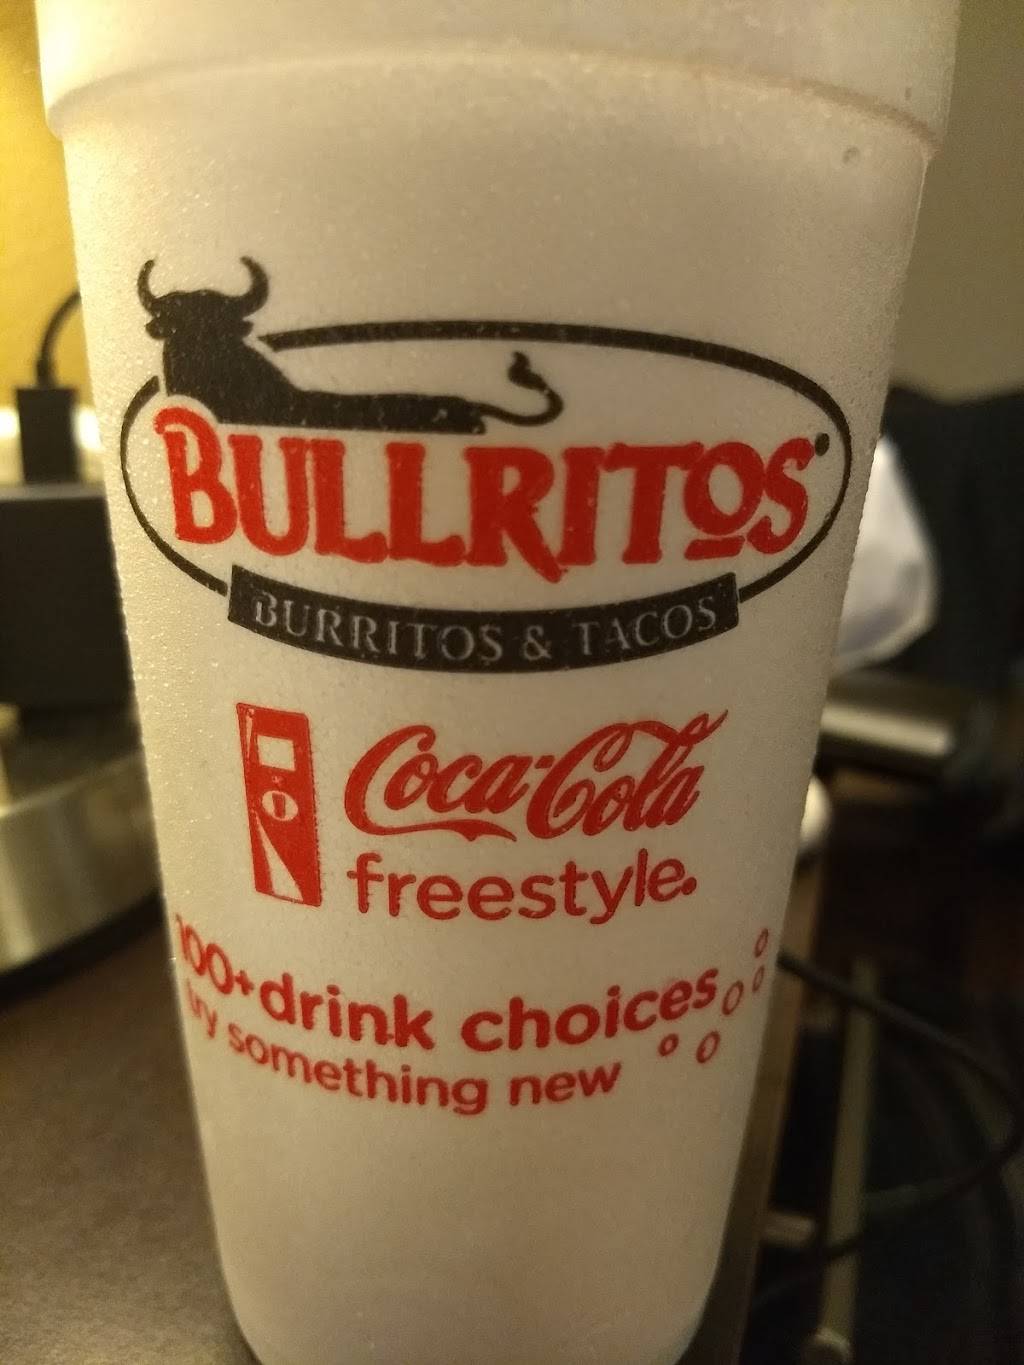 BULLRITOS
BURRITOS & TACOS
Coca-Cola
freestyle.
100+ drink choices
try something new